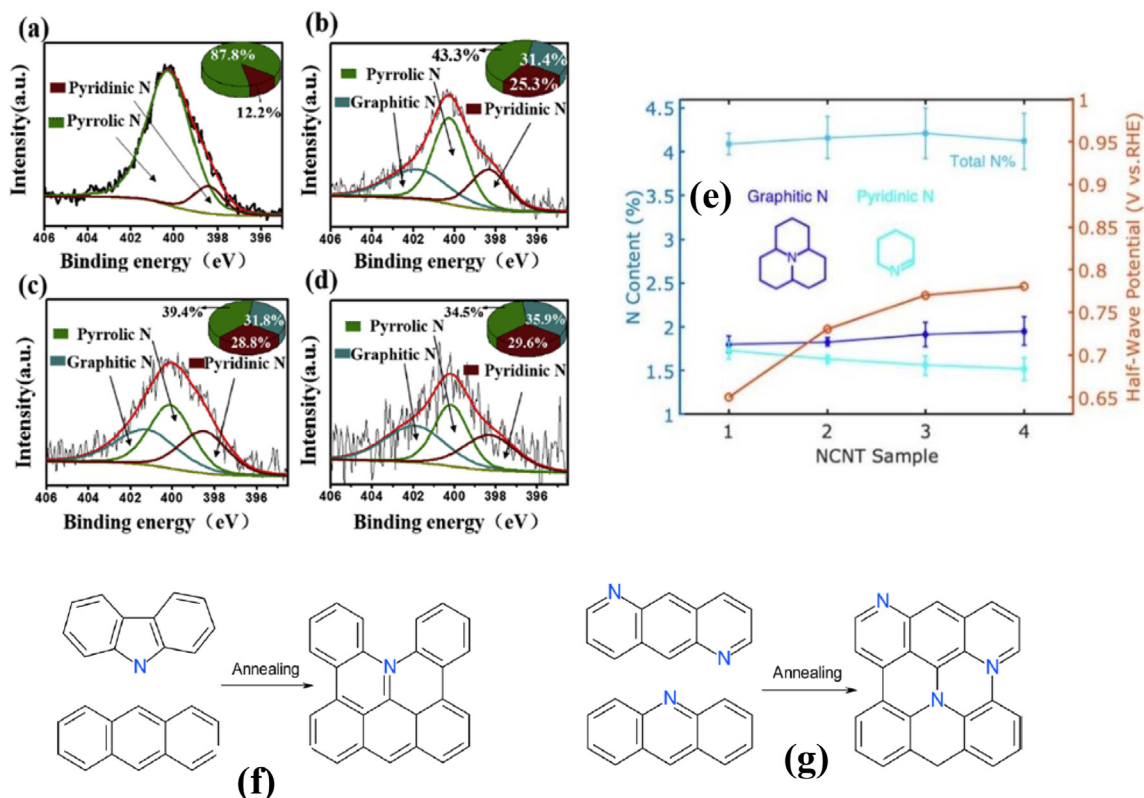 (a)
87.8%
Pyridinic N
12.2%
Pyrrolic N
Intensity(a.u.)
406 404 402 400 398 396
Binding energy (eV)
(b)
43.3%
31.4%
Pyrrolic N
25.3%
Graphitic N
Pyridinic N
Intensity(a.u.)
406 404 402 400 398 396
Binding energy (eV)
(c)
39.4%
31.8%
Pyrrolic N
28.8%
Graphitic N
Pyridinic N
Intensity(a.u.)
406 404 402 400 398 396
Binding energy (eV)
(d)
34.5%
35.9%
Pyrrolic N
29.6%
Graphitic N
Pyridinic N
Intensity(a.u.)
406 404 402 400 398 396
Binding energy (eV)
(e)
4.5
4
3.5
3
2.5
2
1.5
1
N Content (%)
Total N%
Graphitic N
Pyridinic N
N
N
1
0.95
0.9
0.85
0.8
0.75
0.7
0.65
Half-Wave Potential (V vs.RHE)
1 2 3 4
NCNT Sample
N
Annealing
N
(f)
N
N
N
Annealing
N
N
N
(g)